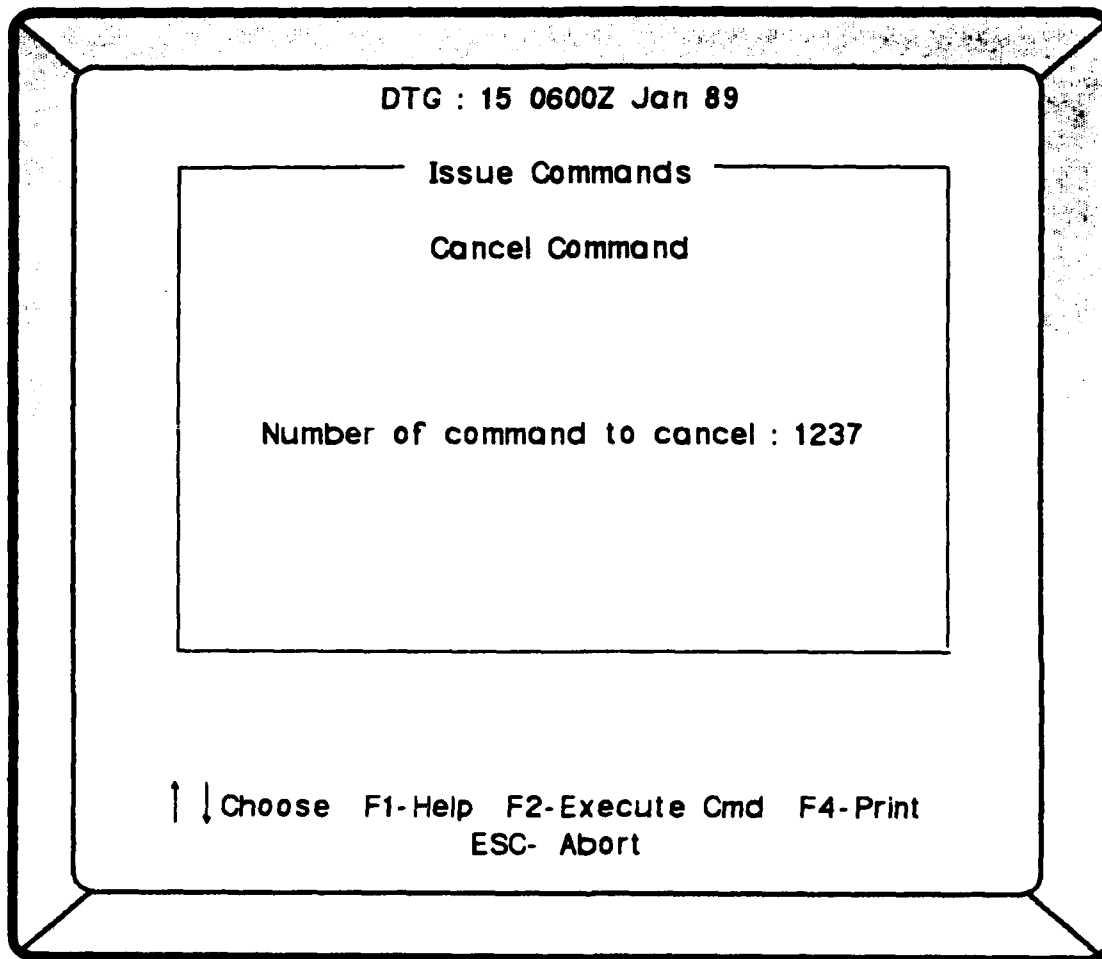 DTG : 15 0600Z Jan 89
Issue Commands
Cancel Command
Number of command to cancel : 1237
↑ ↓ Choose F1-Help F2-Execute Cmd F4-Print
ESC- Abort